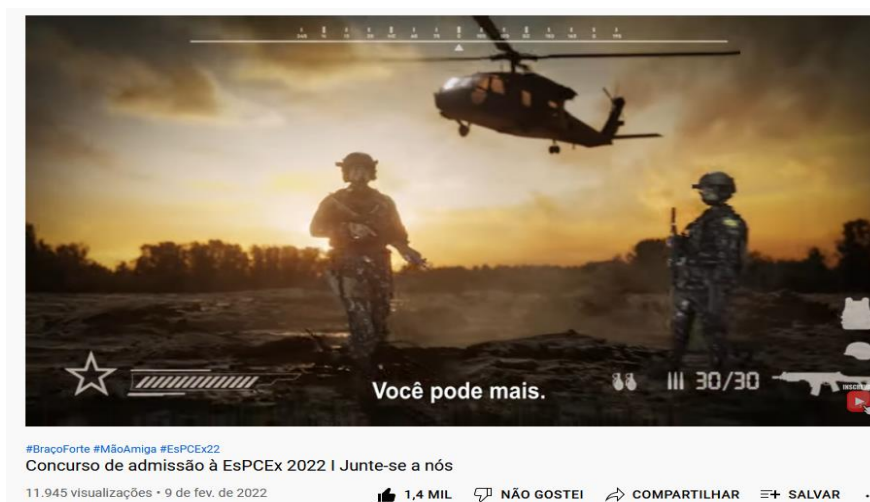 Você pode mais.
30/30
#BraçoForte #MãoAmiga #EsPCEx22
Concurso de admissão à EsPCEx 2022 I Junte-se a nós
11.945 visualizações • 9 de fev. de 2022 1,4 MIL NÃO GOSTEI COMPARTILHAR SALVAR